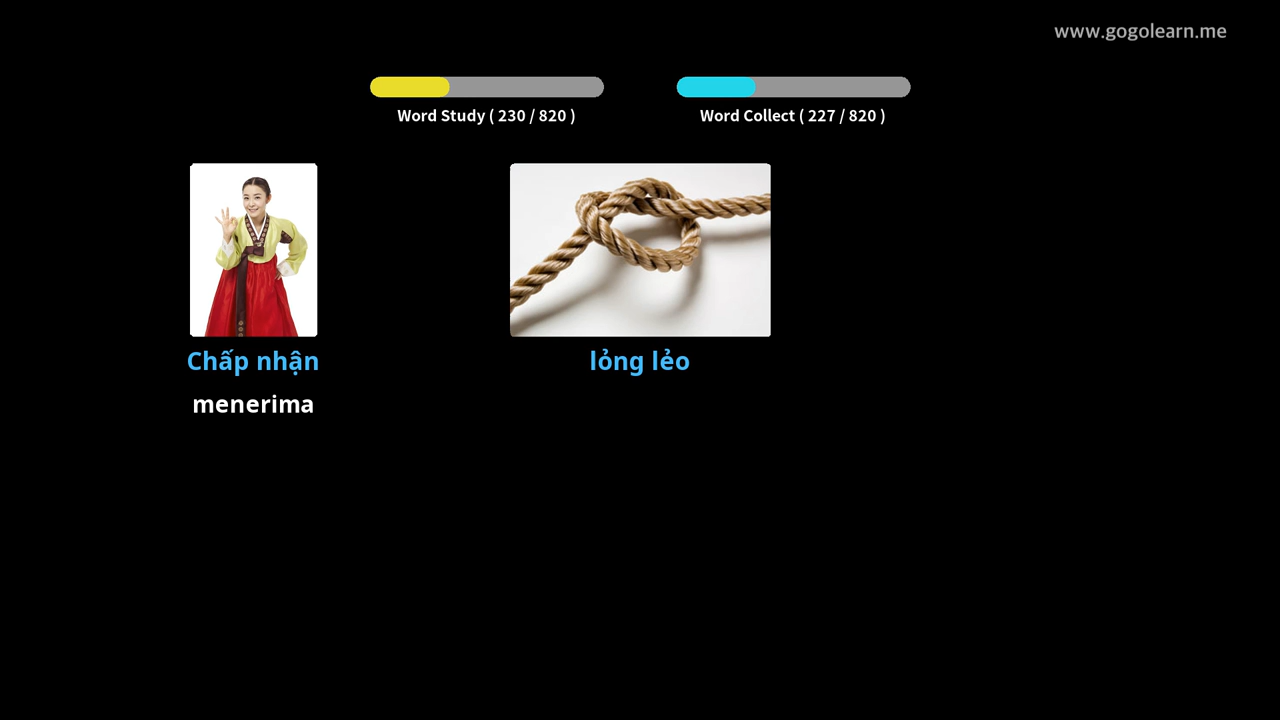 www.gogolearn.me
Word Study ( 230 / 820 )
Word Collect ( 227 / 820 )
Chấp nhận
lỏng lẻo
menerima